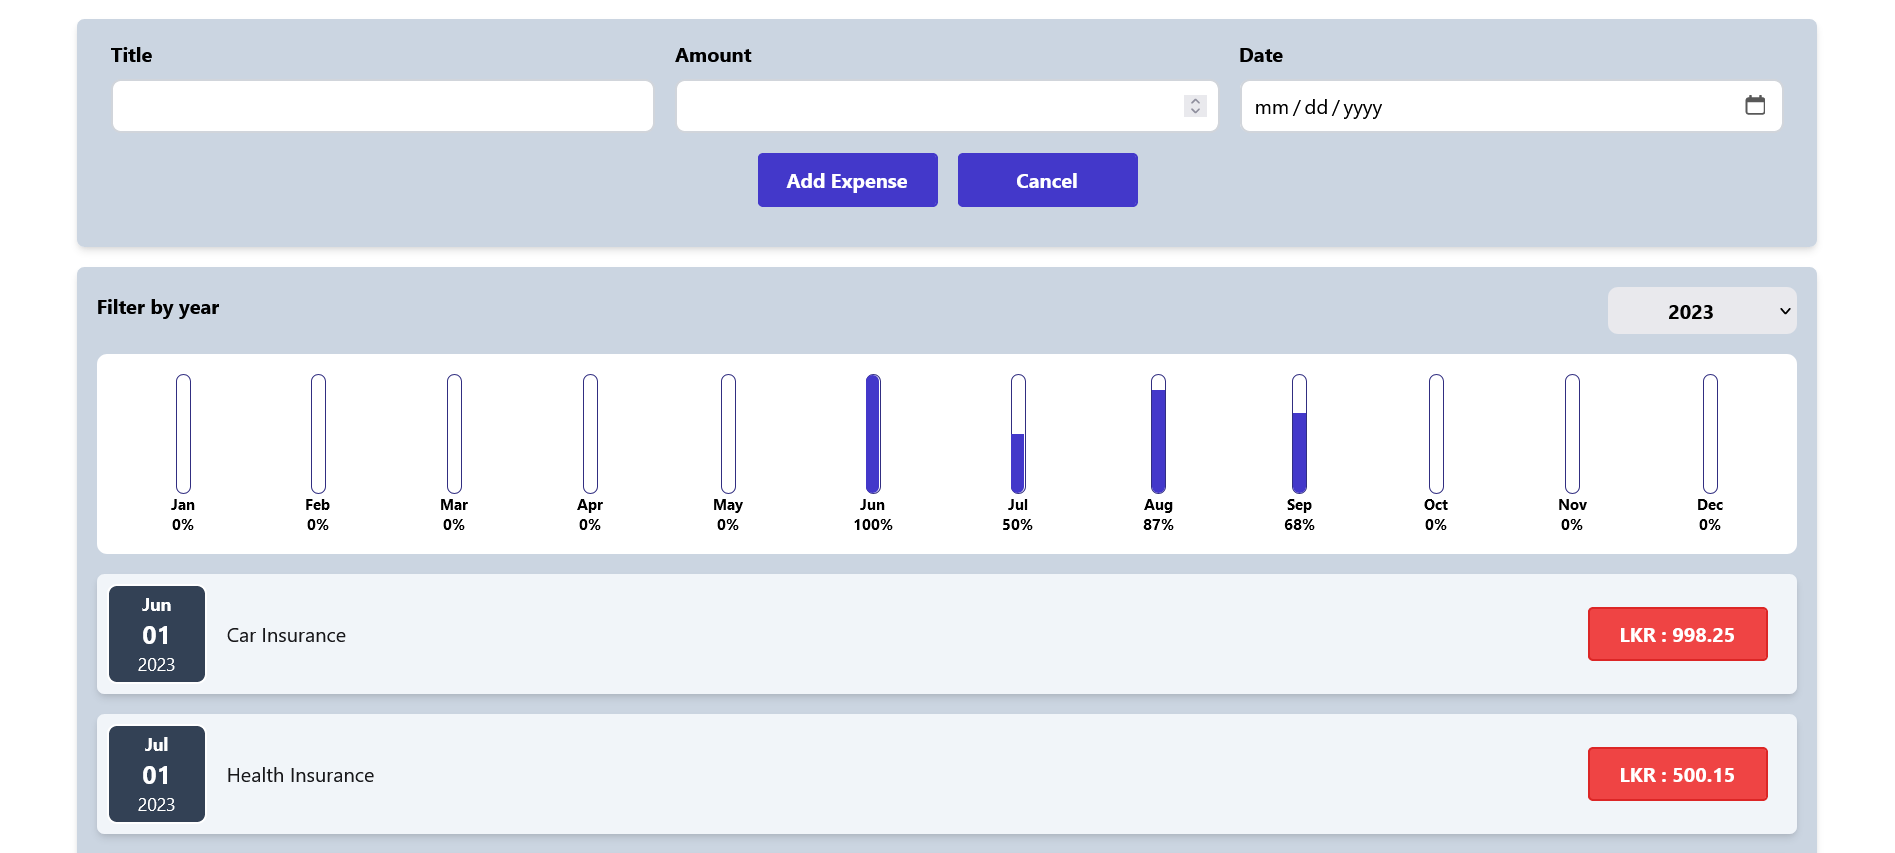 Title Amount Date
mm / dd / yyyy
Add Expense Cancel
Filter by year 2023
Jan Feb Mar Apr May Jun Jul Aug Sep Oct Nov Dec
0% 0% 0% 0% 0% 100% 50% 87% 68% 0% 0% 0%
Jun
01
2023
Car Insurance
LKR : 998.25
Jul
01
2023
Health Insurance
LKR : 500.15